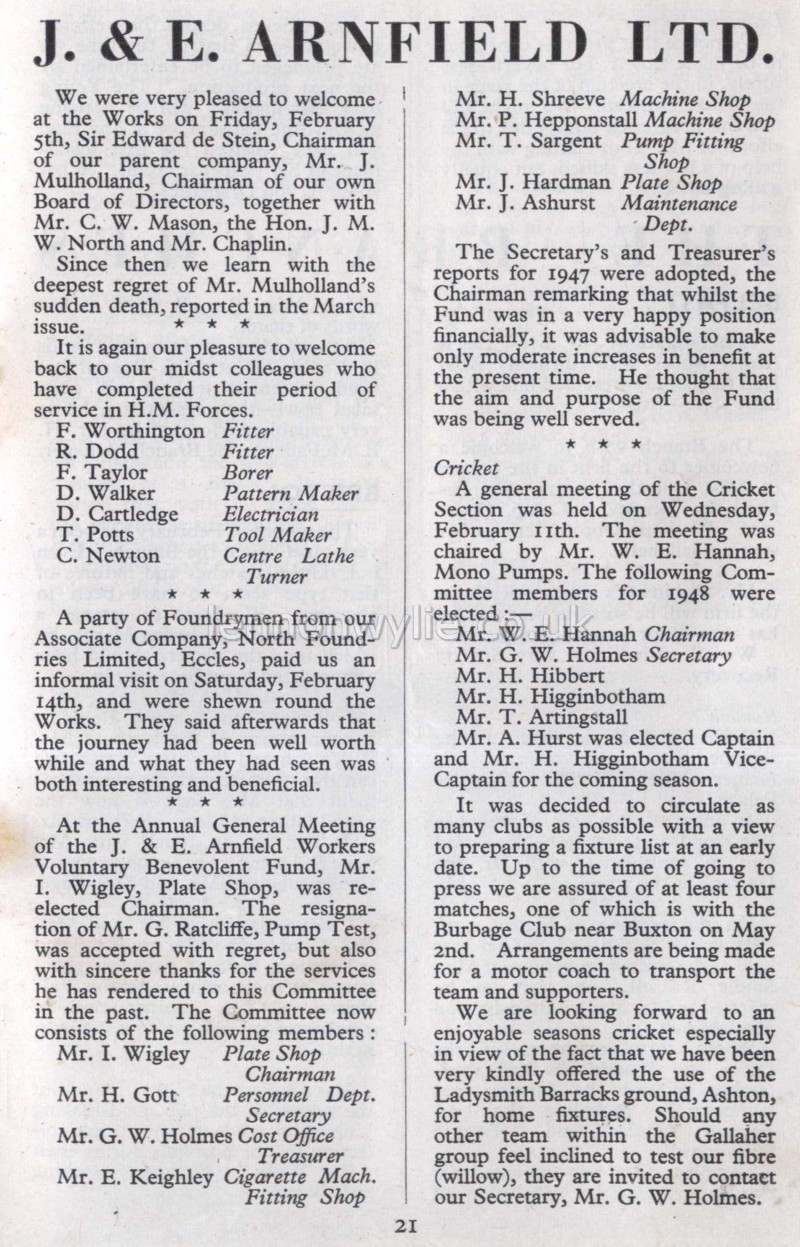 J. & E. ARNFIELD LTD.
We were very pleased to welcome
at the Works on Friday, February
5th, Sir Edward de Stein, Chairman
of our parent company, Mr. J.
Mulholland, Chairman of our own
Board of Directors, together with
Mr. C. W. Mason, the Hon. J. M.
W. North and Mr. Chaplin.
Since then we learn with the
deepest regret of Mr. Mulholland's
sudden death, reported in the March
issue. * * *
It is again our pleasure to welcome
back to our midst colleagues who
have completed their period of
service in H.M. Forces.
F. Worthington Fitter
R. Dodd Fitter
F. Taylor Borer
D. Walker Pattern Maker
D. Cartledge Electrician
T. Potts Tool Maker
C. Newton Centre Lathe
Turner
* * *
A party of Foundrymen from our
Associate Company, North Found-
ries Limited, Eccles, paid us an
informal visit on Saturday, February
14th, and were shewn round the
Works. They said afterwards that
the journey had been well worth
while and what they had seen was
both interesting and beneficial.
* * *
At the Annual General Meeting
of the J. & E. Arnfield Workers
Voluntary Benevolent Fund, Mr.
I. Wigley, Plate Shop, was re-
elected Chairman. The resigna-
tion of Mr. G. Ratcliffe, Pump Test,
was accepted with regret, but also
with sincere thanks for the services
he has rendered to this Committee
in the past. The Committee now
consists of the following members :
Mr. I. Wigley Plate Shop
Chairman
Mr. H. Gott Personnel Dept.
Secretary
Mr. G. W. Holmes Cost Office
Treasurer
Mr. E. Keighley Cigarette Mach.
Fitting Shop
Mr. H. Shreeve Machine Shop
Mr. P. Hepponstall Machine Shop
Mr. T. Sargent Pump Fitting
Shop
Mr. J. Hardman Plate Shop
Mr. J. Ashurst Maintenance
Dept.
The Secretary's and Treasurer's
reports for 1947 were adopted, the
Chairman remarking that whilst the
Fund was in a very happy position
financially, it was advisable to make
only moderate increases in benefit at
the present time. He thought that
the aim and purpose of the Fund
was being well served.
* * *
Cricket
A general meeting of the Cricket
Section was held on Wednesday,
February 11th. The meeting was
chaired by Mr. W. E. Hannah,
Mono Pumps. The following Com-
mittee members for 1948 were
elected :—
Mr. W. E. Hannah Chairman
Mr. G. W. Holmes Secretary
Mr. H. Hibbert
Mr. H. Higginbotham
Mr. T. Artingstall
Mr. A. Hurst was elected Captain
and Mr. H. Higginbotham Vice-
Captain for the coming season.
It was decided to circulate as
many clubs as possible with a view
to preparing a fixture list at an early
date. Up to the time of going to
press we are assured of at least four
matches, one of which is with the
Burbage Club near Buxton on May
2nd. Arrangements are being made
for a motor coach to transport the
team and supporters.
We are looking forward to an
enjoyable seasons cricket especially
in view of the fact that we have been
very kindly offered the use of the
Ladysmith Barracks ground, Ashton,
for home fixtures. Should any
other team within the Gallaher
group feel inclined to test our fibre
(willow), they are invited to contact
our Secretary, Mr. G. W. Holmes.
21